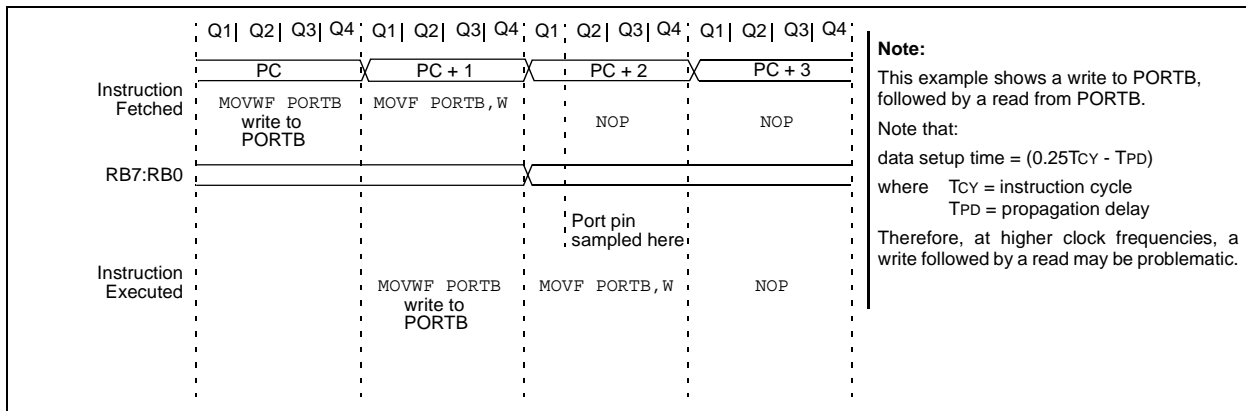 Q1| Q2| Q3| Q4 Q1| Q2| Q3| Q4 Q1 Q2| Q3| Q4 Q1| Q2| Q3| Q4
PC PC + 1 PC + 2 PC + 3
Instruction
Fetched
MOVWF PORTB
write to
PORTB
MOVF PORTB,W
NOP
NOP
RB7:RB0
Port pin
sampled here
Instruction
Executed
MOVWF PORTB
write to
PORTB
MOVF PORTB,W
NOP
Note:
This example shows a write to PORTB,
followed by a read from PORTB.
Note that:
data setup time = (0.25TCY - TPD)
where TCY = instruction cycle
TPD = propagation delay
Therefore, at higher clock frequencies, a
write followed by a read may be problematic.